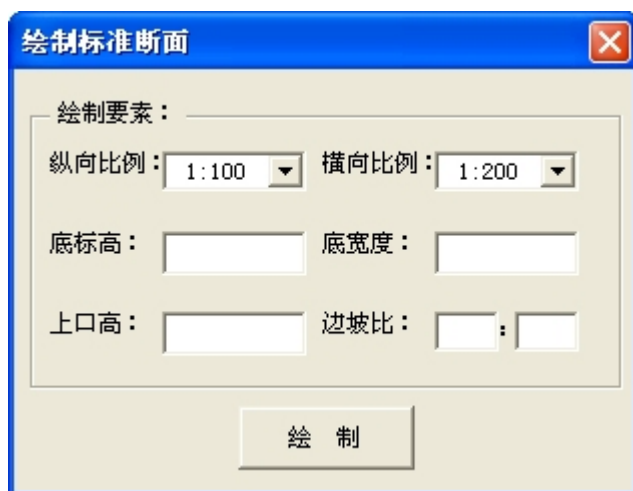 绘制标准断面
绘制要素：
纵向比例： 1:100 横向比例： 1:200
底标高： 底宽度：
上口高： 边坡比： :
绘 制